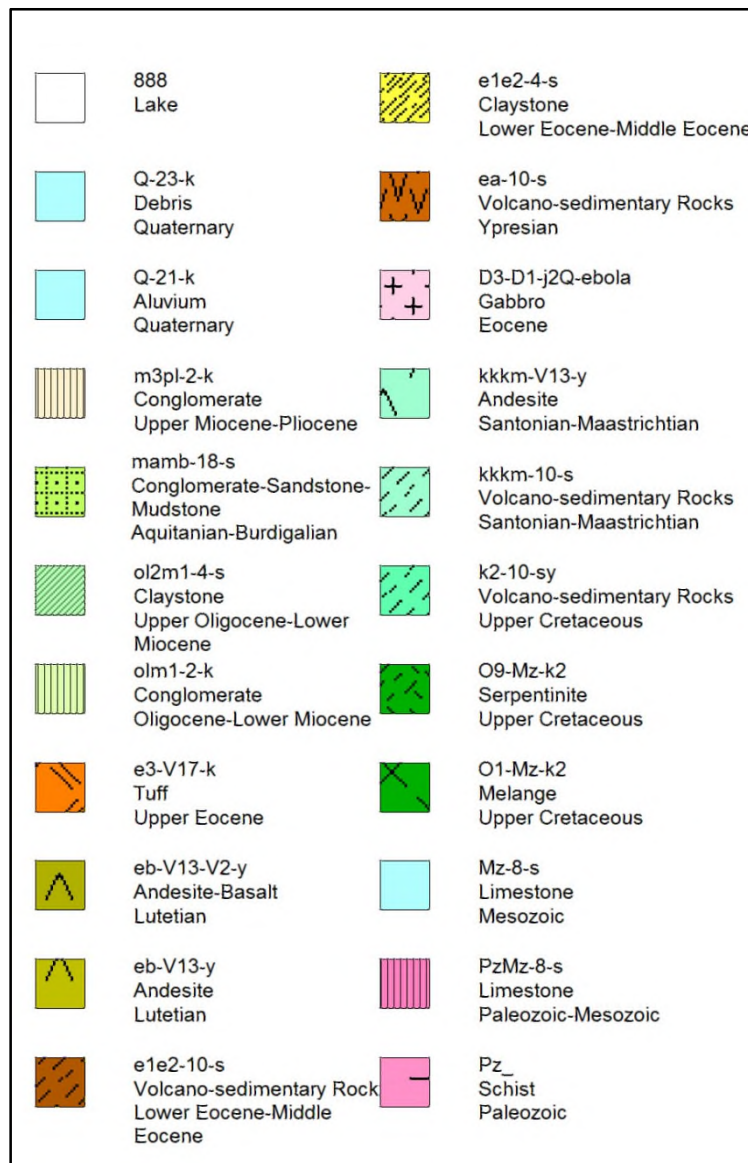 888
Lake
Q-23-k
Debris
Quaternary
Q-21-k
Aluvium
Quaternary
m3pl-2-k
Conglomerate
Upper Miocene-Pliocene
mamb-18-s
Conglomerate-Sandstone-
Mudstone
Aquitanian-Burdigalian
ol2m1-4-s
Claystone
Upper Oligocene-Lower
Miocene
olm1-2-k
Conglomerate
Oligocene-Lower Miocene
e3-V17-k
Tuff
Upper Eocene
eb-V13-V2-y
Andesite-Basalt
Lutetian
eb-V13-y
Andesite
Lutetian
e1e2-10-s
Volcano-sedimentary Rock
Lower Eocene-Middle
Eocene
e1e2-4-s
Claystone
Lower Eocene-Middle Eocene
ea-10-s
Volcano-sedimentary Rocks
Ypresian
D3-D1-j2Q-ebola
Gabbro
Eocene
kkkm-V13-y
Andesite
Santonian-Maastrichtian
kkkm-10-s
Volcano-sedimentary Rocks
Santonian-Maastrichtian
k2-10-sy
Volcano-sedimentary Rocks
Upper Cretaceous
O9-Mz-k2
Serpentinite
Upper Cretaceous
O1-Mz-k2
Melange
Upper Cretaceous
Mz-8-s
Limestone
Mesozoic
PzMz-8-s
Limestone
Paleozoic-Mesozoic
Pz_
Schist
Paleozoic